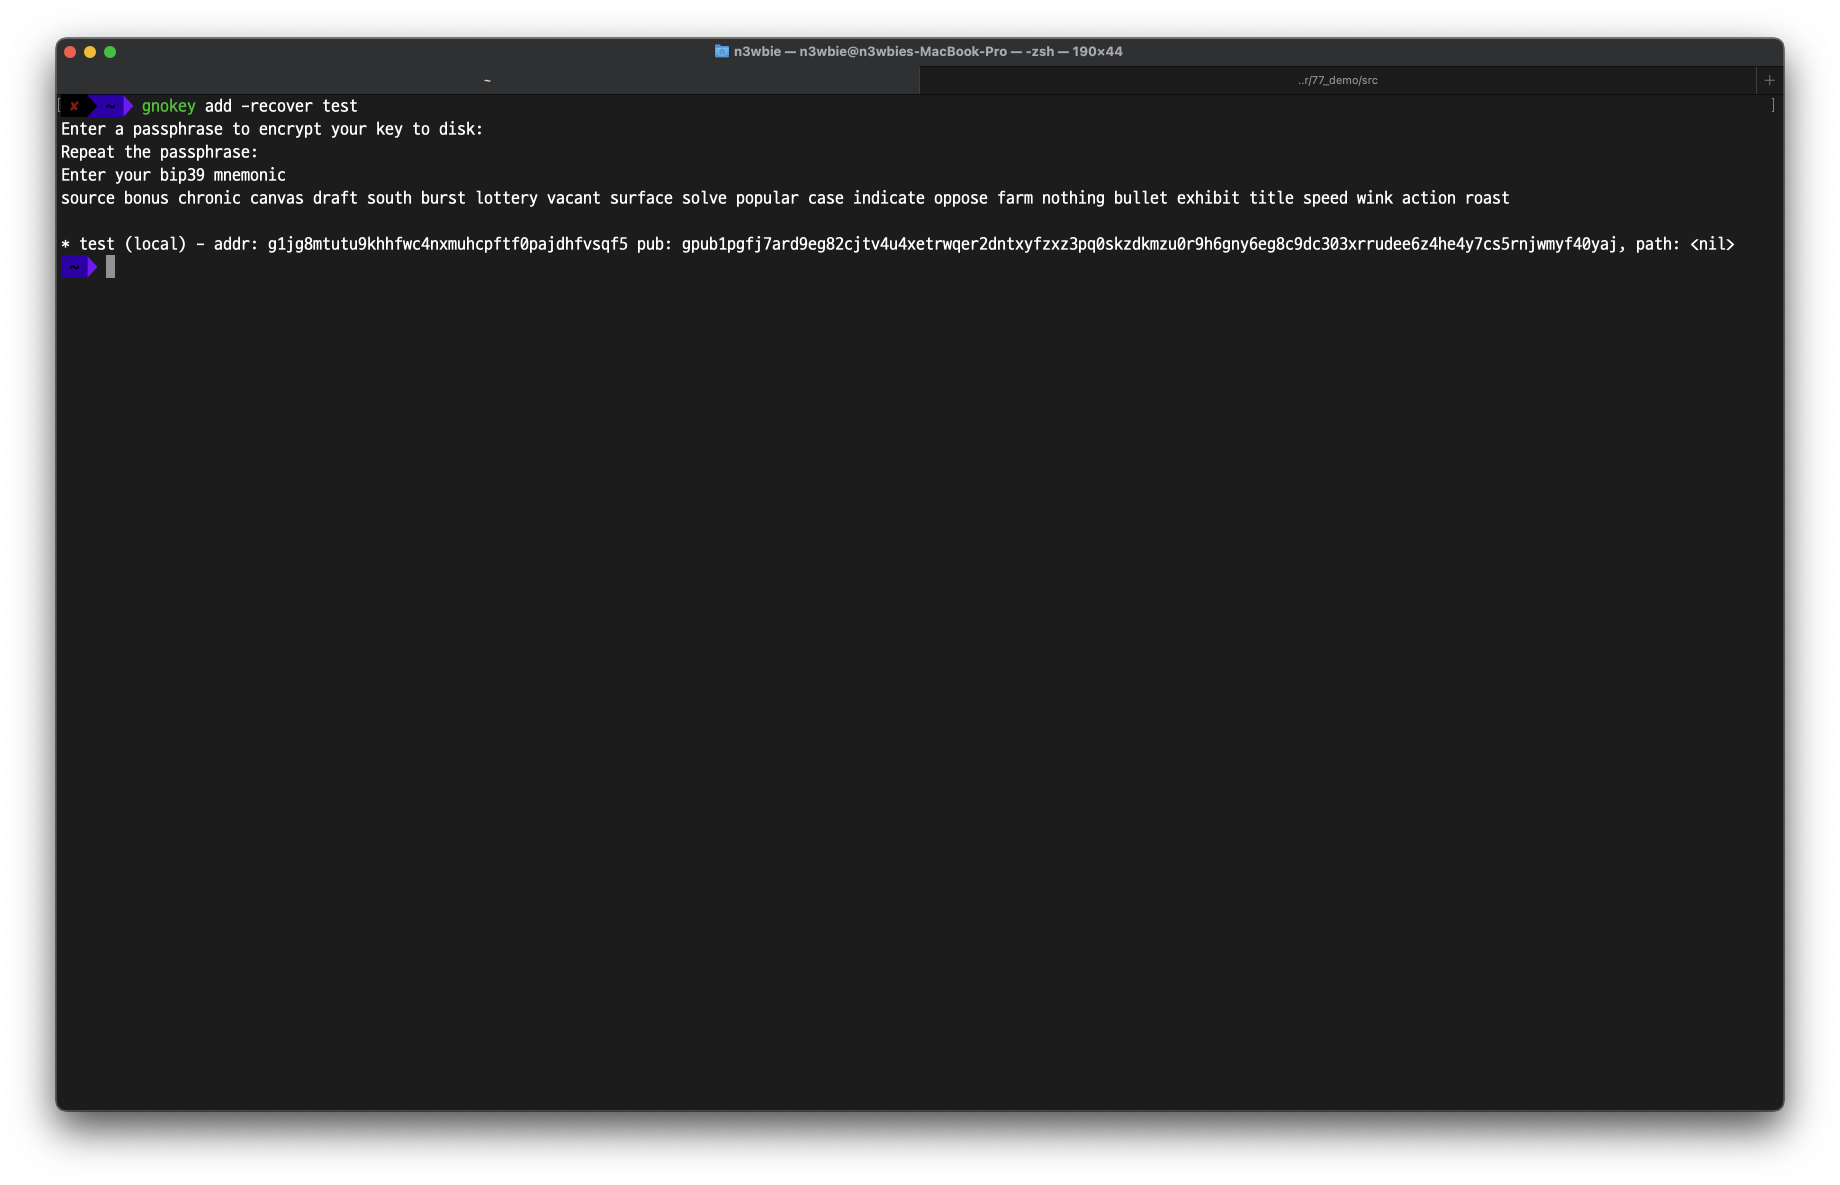 n3wbie — n3wbie@n3wbies-MacBook-Pro — -zsh — 190×44
~ ..r/77_demo/src +
[ ✘ ~ gnokey add -recover test ]
Enter a passphrase to encrypt your key to disk:
Repeat the passphrase:
Enter your bip39 mnemonic
source bonus chronic canvas draft south burst lottery vacant surface solve popular case indicate oppose farm nothing bullet exhibit title speed wink action roast
* test (local) - addr: g1jg8mtutu9khhfwc4nxmuhcpftf0pajdhfvsqf5 pub: gpub1pgfj7ard9eg82cjtv4u4xetrwqer2dntxyfzxz3pq0skzdkmzu0r9h6gny6eg8c9dc303xrrudee6z4he4y7cs5rnjwmyf40yaj, path: <nil>
~